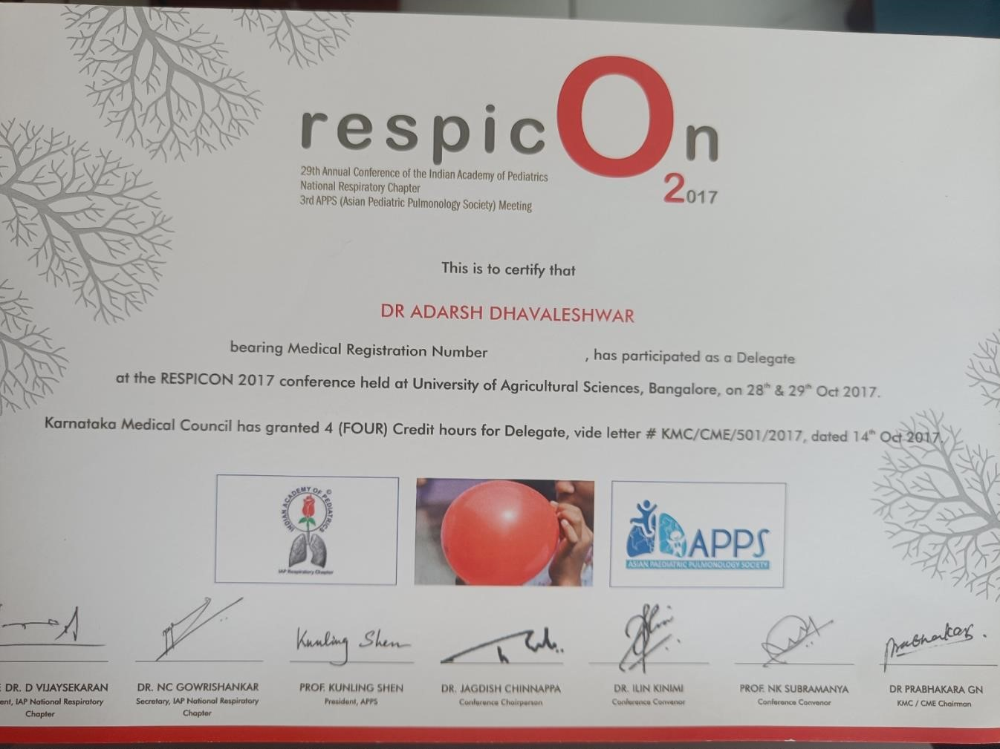 respicOn
2017
29th Annual Conference of the Indian Academy of Pediatrics
National Respiratory Chapter
3rd APPS (Asian Pediatric Pulmonology Society) Meeting
This is to certify that
DR ADARSH DHAVALESHWAR
bearing Medical Registration Number , has participated as a Delegate
at the RESPICON 2017 conference held at University of Agricultural Sciences, Bangalore, on 28th & 29th Oct 2017.
Karnataka Medical Council has granted 4 (FOUR) Credit hours for Delegate, vide letter # KMC/CME/501/2017, dated 14th Oct 2017.
INDIAN ACADEMY OF PEDIATRICS ©
IAP Respiratory Chapter
APPS
ASIAN PAEDIATRIC PULMONOLOGY SOCIETY
Kunling Shen
Prabhakar.
DR. D VIJAYSEKARAN
ent, IAP National Respiratory
Chapter
DR. NC GOWRISHANKAR
Secretary, IAP National Respiratory
Chapter
PROF. KUNLING SHEN
President, APPS
DR. JAGDISH CHINNAPPA
Conference Chairperson
DR. ILIN KINIMI
Conference Convenor
PROF. NK SUBRAMANYA
Conference Convenor
DR PRABHAKARA GN
KMC / CME Chairman